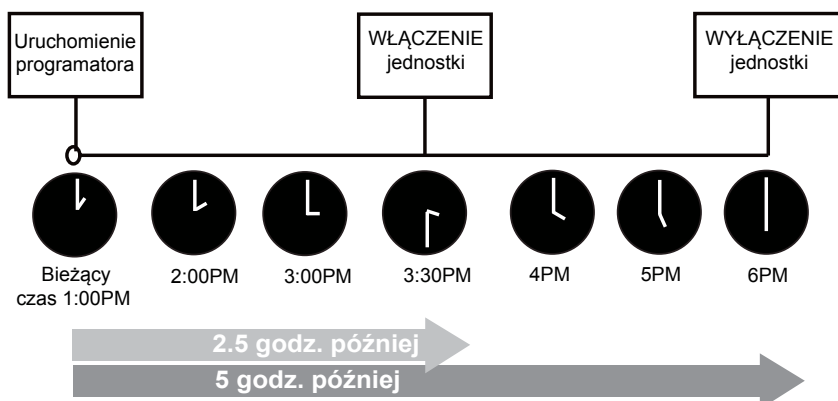 Uruchomienie
programatora
WŁĄCZENIE
jednostki
WYŁĄCZENIE
jednostki
Bieżący
czas 1:00PM
2:00PM
3:00PM
3:30PM
4PM
5PM
6PM
2.5 godz. później
5 godz. później